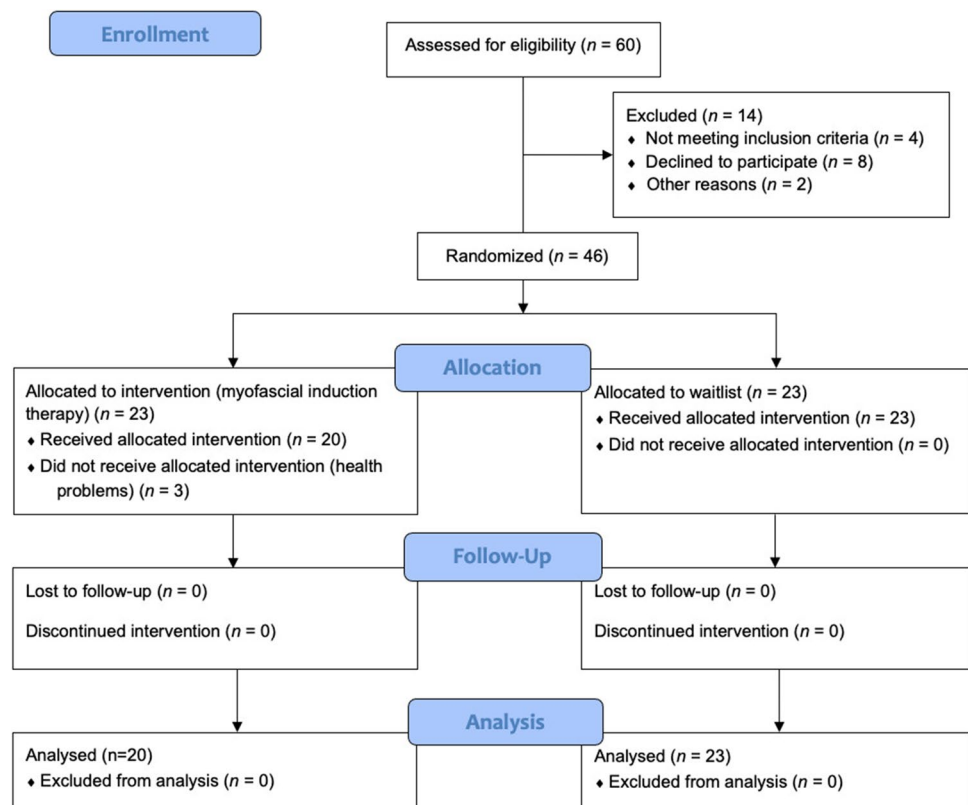 Enrollment
Assessed for eligibility (n = 60)
Excluded (n = 14)
♦ Not meeting inclusion criteria (n = 4)
♦ Declined to participate (n = 8)
♦ Other reasons (n = 2)
Randomized (n = 46)
Allocation
Allocated to intervention (myofascial induction
therapy) (n = 23)
♦ Received allocated intervention (n = 20)
♦ Did not receive allocated intervention (health
problems) (n = 3)
Allocated to waitlist (n = 23)
♦ Received allocated intervention (n = 23)
♦ Did not receive allocated intervention (n = 0)
Follow-Up
Lost to follow-up (n = 0)
Discontinued intervention (n = 0)
Lost to follow-up (n = 0)
Discontinued intervention (n = 0)
Analysis
Analysed (n=20)
♦ Excluded from analysis (n = 0)
Analysed (n = 23)
♦ Excluded from analysis (n = 0)